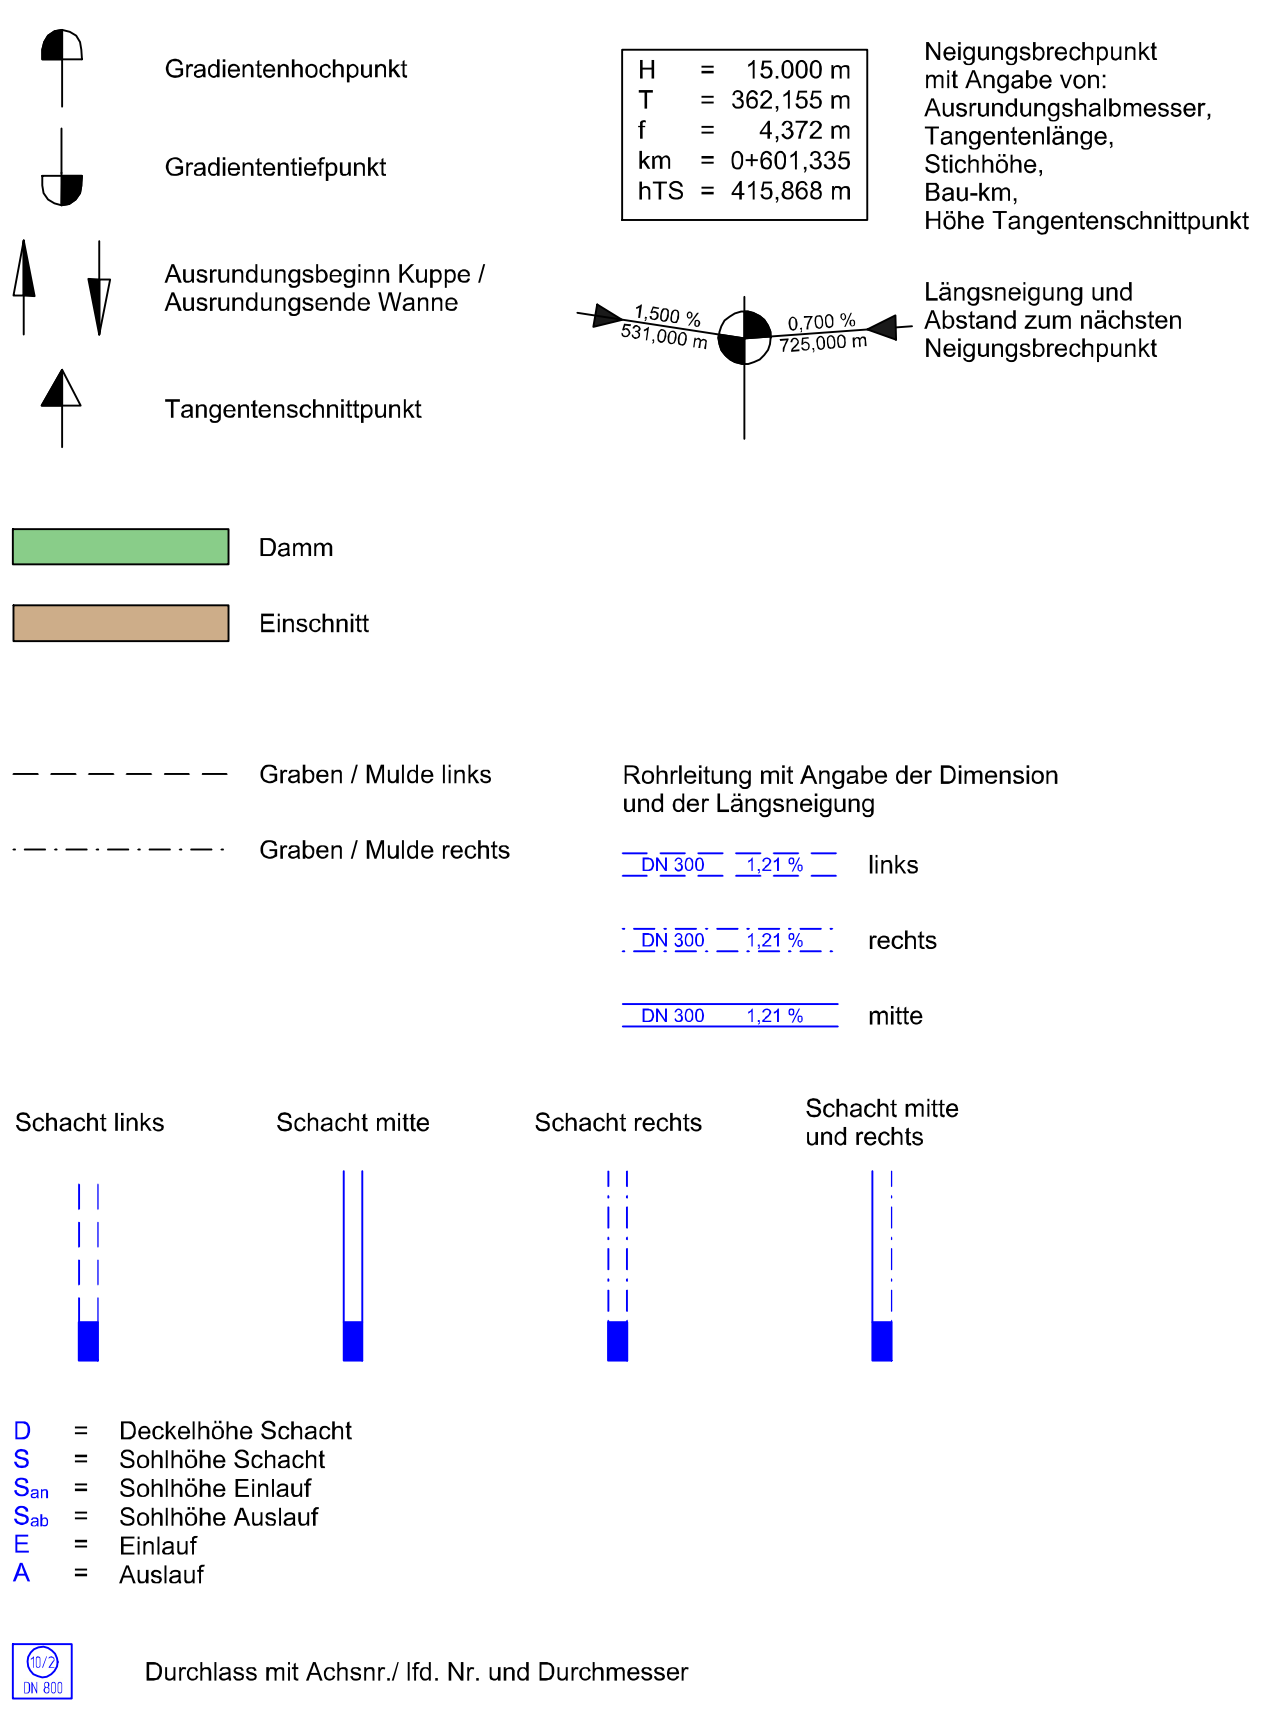 Gradientenhochpunkt
Gradiententiefpunkt
Ausrundungsbeginn Kuppe /
Ausrundungsende Wanne
Tangentenschnittpunkt
H = 15.000 m
T = 362,155 m
f = 4,372 m
km = 0+601,335
hTS = 415,868 m
Neigungsbrechpunkt
mit Angabe von:
Ausrundungshalbmesser,
Tangentenlänge,
Stichhöhe,
Bau-km,
Höhe Tangentenschnittpunkt
1,500 %
531,000 m
0,700 %
725,000 m
Längsneigung und
Abstand zum nächsten
Neigungsbrechpunkt
Damm
Einschnitt
Graben / Mulde links
Graben / Mulde rechts
Rohrleitung mit Angabe der Dimension
und der Längsneigung
DN 300 1,21 % links
DN 300 1,21 % rechts
DN 300 1,21 % mitte
Schacht links
Schacht mitte
Schacht rechts
Schacht mitte
und rechts
D = Deckelhöhe Schacht
S = Sohlhöhe Schacht
San = Sohlhöhe Einlauf
Sab = Sohlhöhe Auslauf
E = Einlauf
A = Auslauf
10/2
DN 800
Durchlass mit Achsnr./ lfd. Nr. und Durchmesser